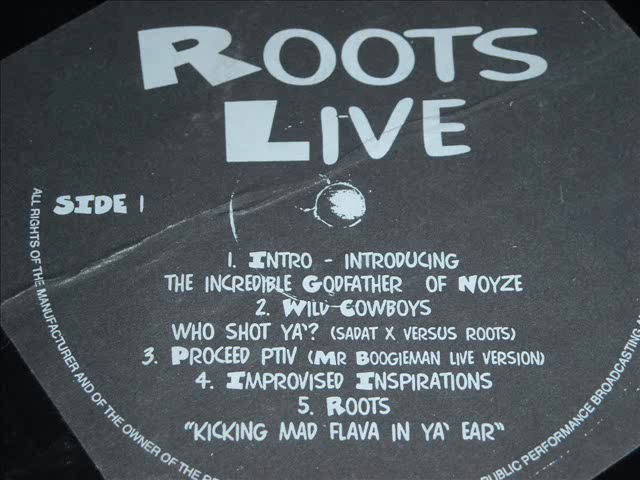 ROOTS
LIVE
SIDE 1
1. INTRO - INTRODUCING
THE INCREDIBLE GODFATHER OF NOYZE
2. WILD COWBOYS
WHO SHOT YA'? (SADAT X VERSUS ROOTS)
3. PROCEED PTIV (MR BOOGIEMAN LIVE VERSION)
4. IMPROVISED INSPIRATIONS
5. ROOTS
"KICKING MAD FLAVA IN YA' EAR"
ALL RIGHTS OF THE MANUFACTURER AND OF THE OWNER OF THE
PUBLIC PERFORMANCE BROADCASTING